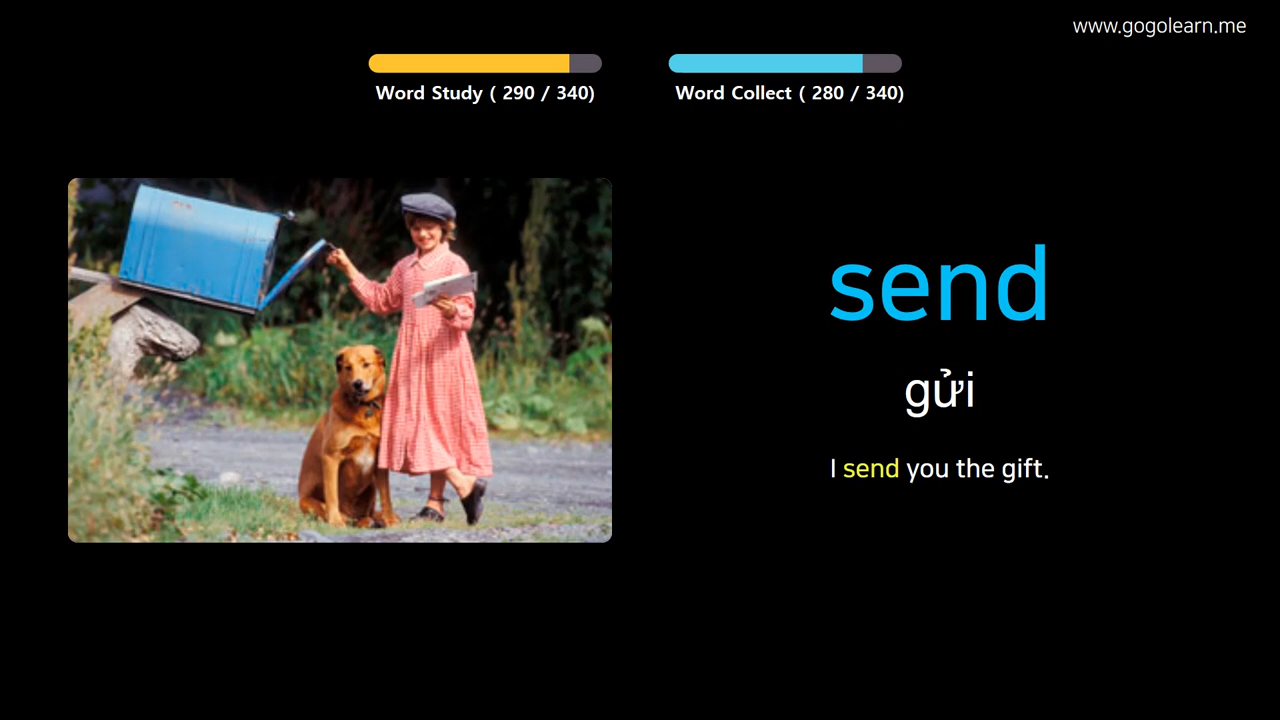 www.gogolearn.me
Word Study ( 290 / 340)
Word Collect ( 280 / 340)
send
gửi
I send you the gift.